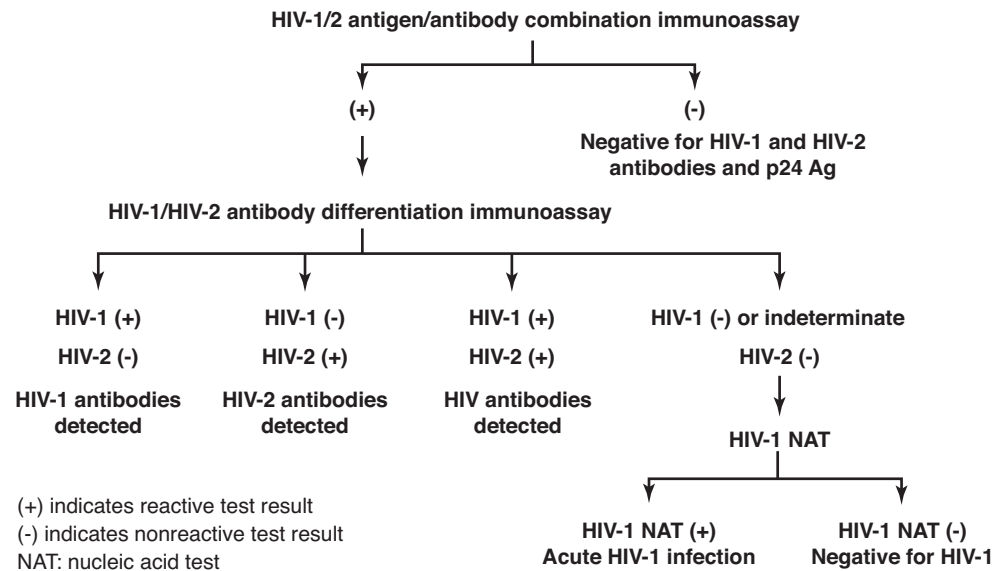 HIV-1/2 antigen/antibody combination immunoassay
(+)
(-)
Negative for HIV-1 and HIV-2
antibodies and p24 Ag
HIV-1/HIV-2 antibody differentiation immunoassay
HIV-1 (+)
HIV-2 (-)
HIV-1 antibodies
detected
HIV-1 (-)
HIV-2 (+)
HIV-2 antibodies
detected
HIV-1 (+)
HIV-2 (+)
HIV antibodies
detected
HIV-1 (-) or indeterminate
HIV-2 (-)
HIV-1 NAT
HIV-1 NAT (+)
Acute HIV-1 infection
HIV-1 NAT (-)
Negative for HIV-1
(+) indicates reactive test result
(-) indicates nonreactive test result
NAT: nucleic acid test